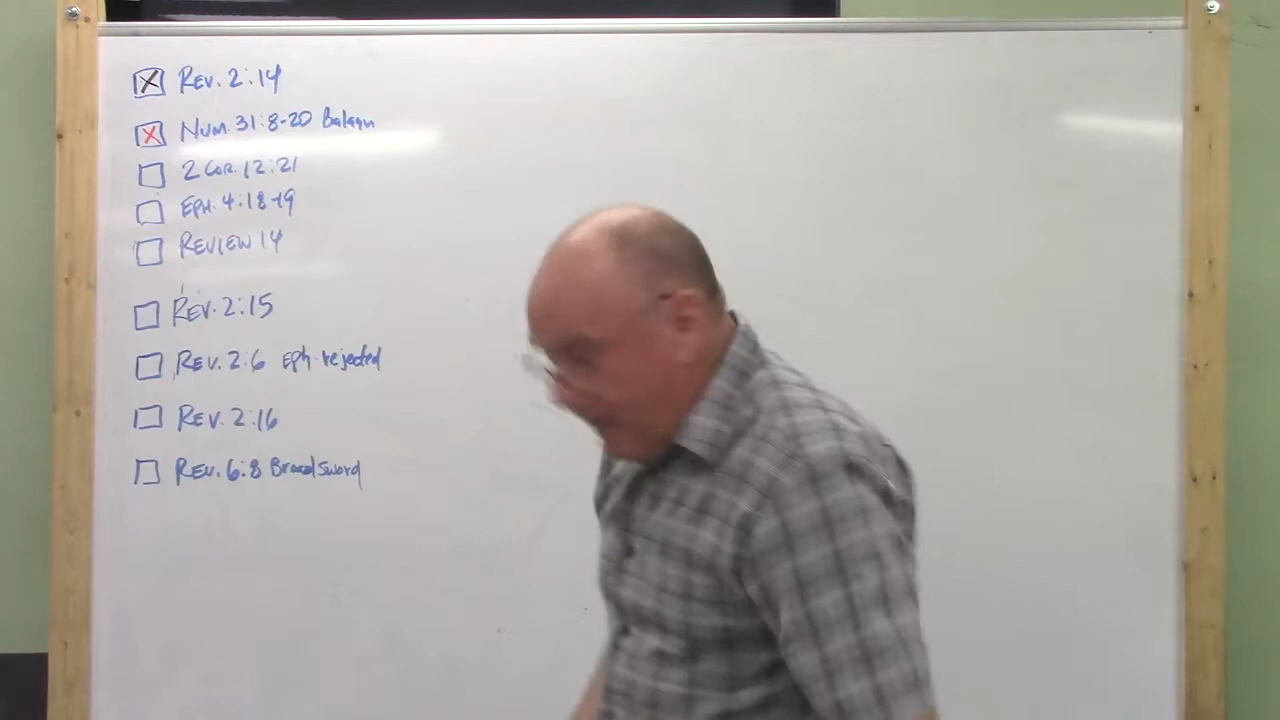 Rev. 2:14
Num. 31:8-20 Balaam
2 Cor. 12:21
Eph. 4:18-19
Review 14
Rev. 2:15
Rev. 2:6 Eph. rejected
Rev. 2:16
Rev. 6:8 Broadsword